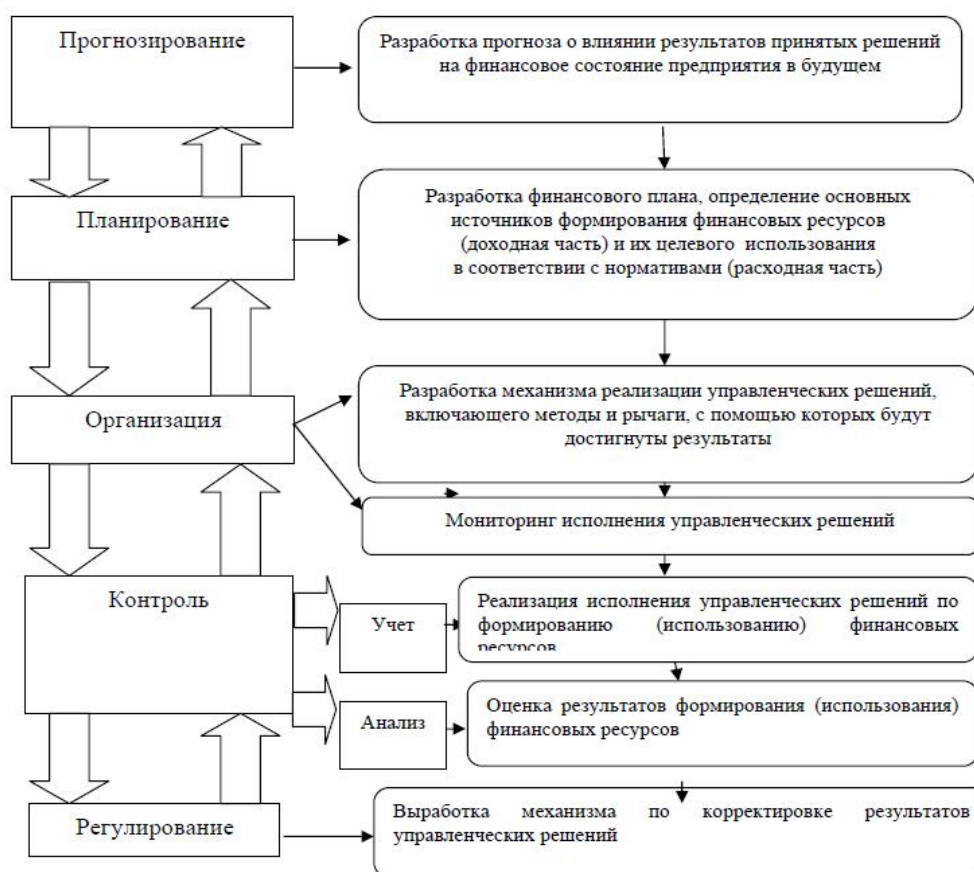 Прогнозирование
Разработка прогноза о влиянии результатов принятых решений
на финансовое состояние предприятия в будущем
Планирование
Разработка финансового плана, определение основных
источников формирования финансовых ресурсов
(доходная часть) и их целевого использования
в соответствии с нормативами (расходная часть)
Организация
Разработка механизма реализации управленческих решений,
включающего методы и рычаги, с помощью которых будут
достигнуты результаты
Мониторинг исполнения управленческих решений
Контроль
Учет
Реализация исполнения управленческих решений по
формированию (использованию) финансовых
ресурсов
Анализ
Оценка результатов формирования (использования)
финансовых ресурсов
Регулирование
Выработка механизма по корректировке результатов
управленческих решений